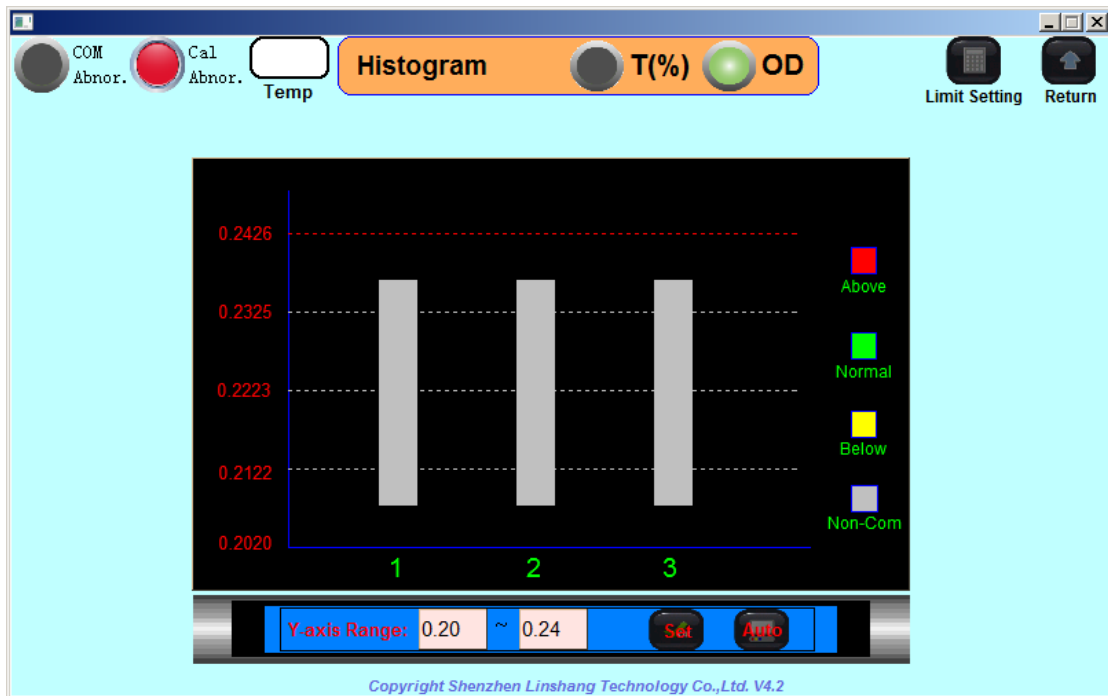 COM Abnor.
Cal Abnor.
Temp
Histogram
T(%)
OD
Limit Setting
Return
0.2426
0.2325
0.2223
0.2122
0.2020
1 2 3
Above
Normal
Below
Non-Com
Y-axis Range: 0.20 ~ 0.24 Set Auto
Copyright Shenzhen Linshang Technology Co.,Ltd. V4.2